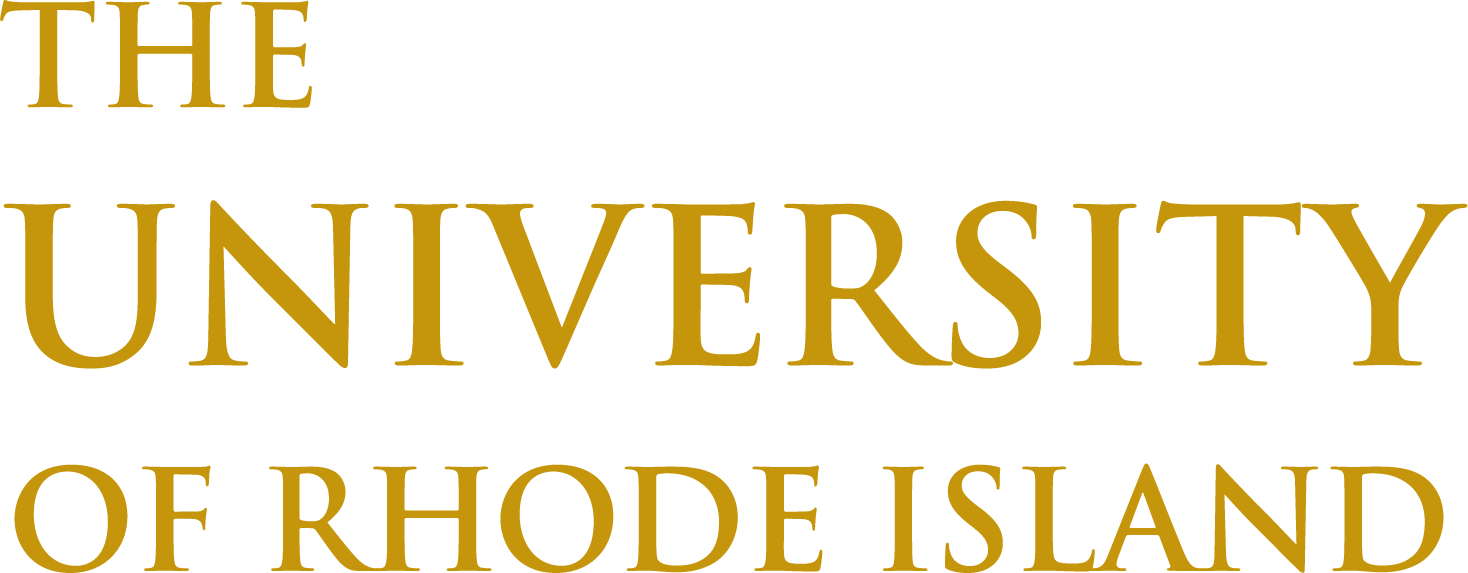 THE
UNIVERSITY
OF RHODE ISLAND